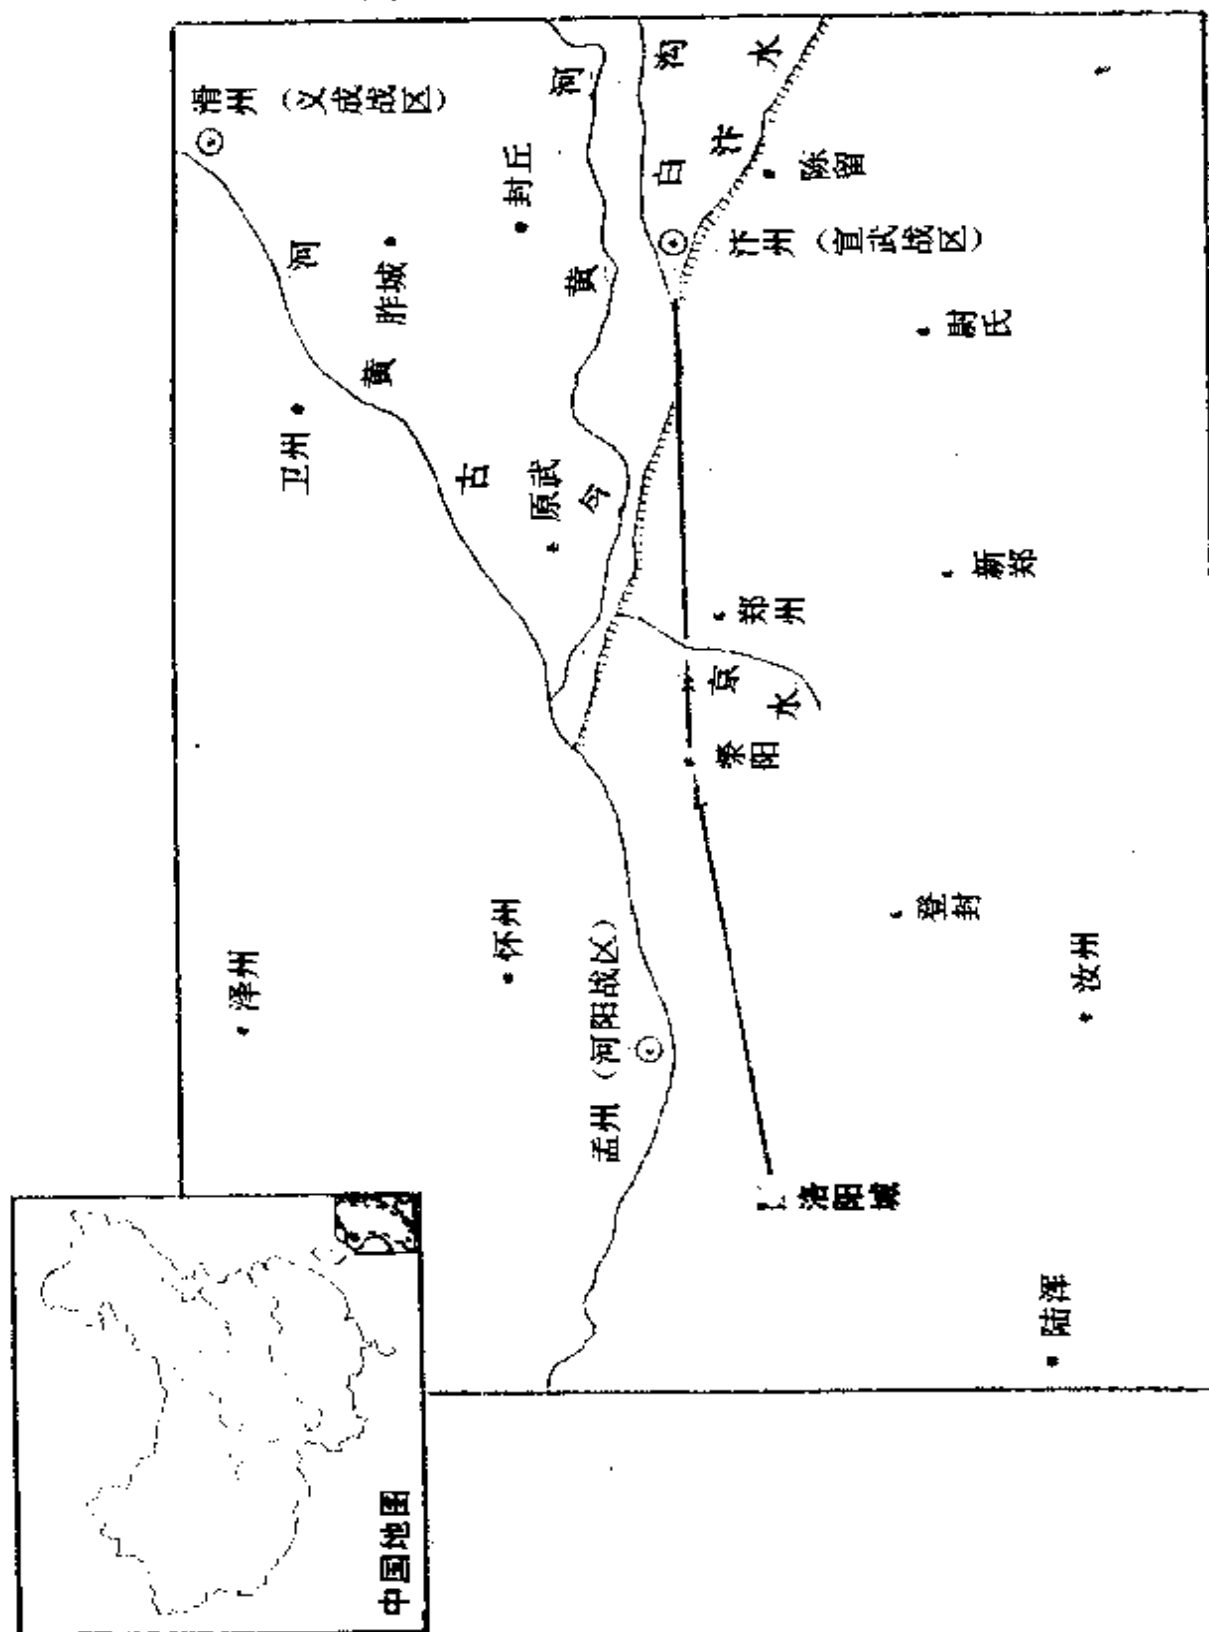 滑州（义成战区）
卫州
泽州
胙城
古黄河
封丘
原武
怀州
今黄河
孟州（河阳战区）
白沟
汴水
汴州（宣武战区）
陈留
郑州
京水
荥阳
洛阳城
尉氏
新郑
登封
汝州
陆浑
中国地图